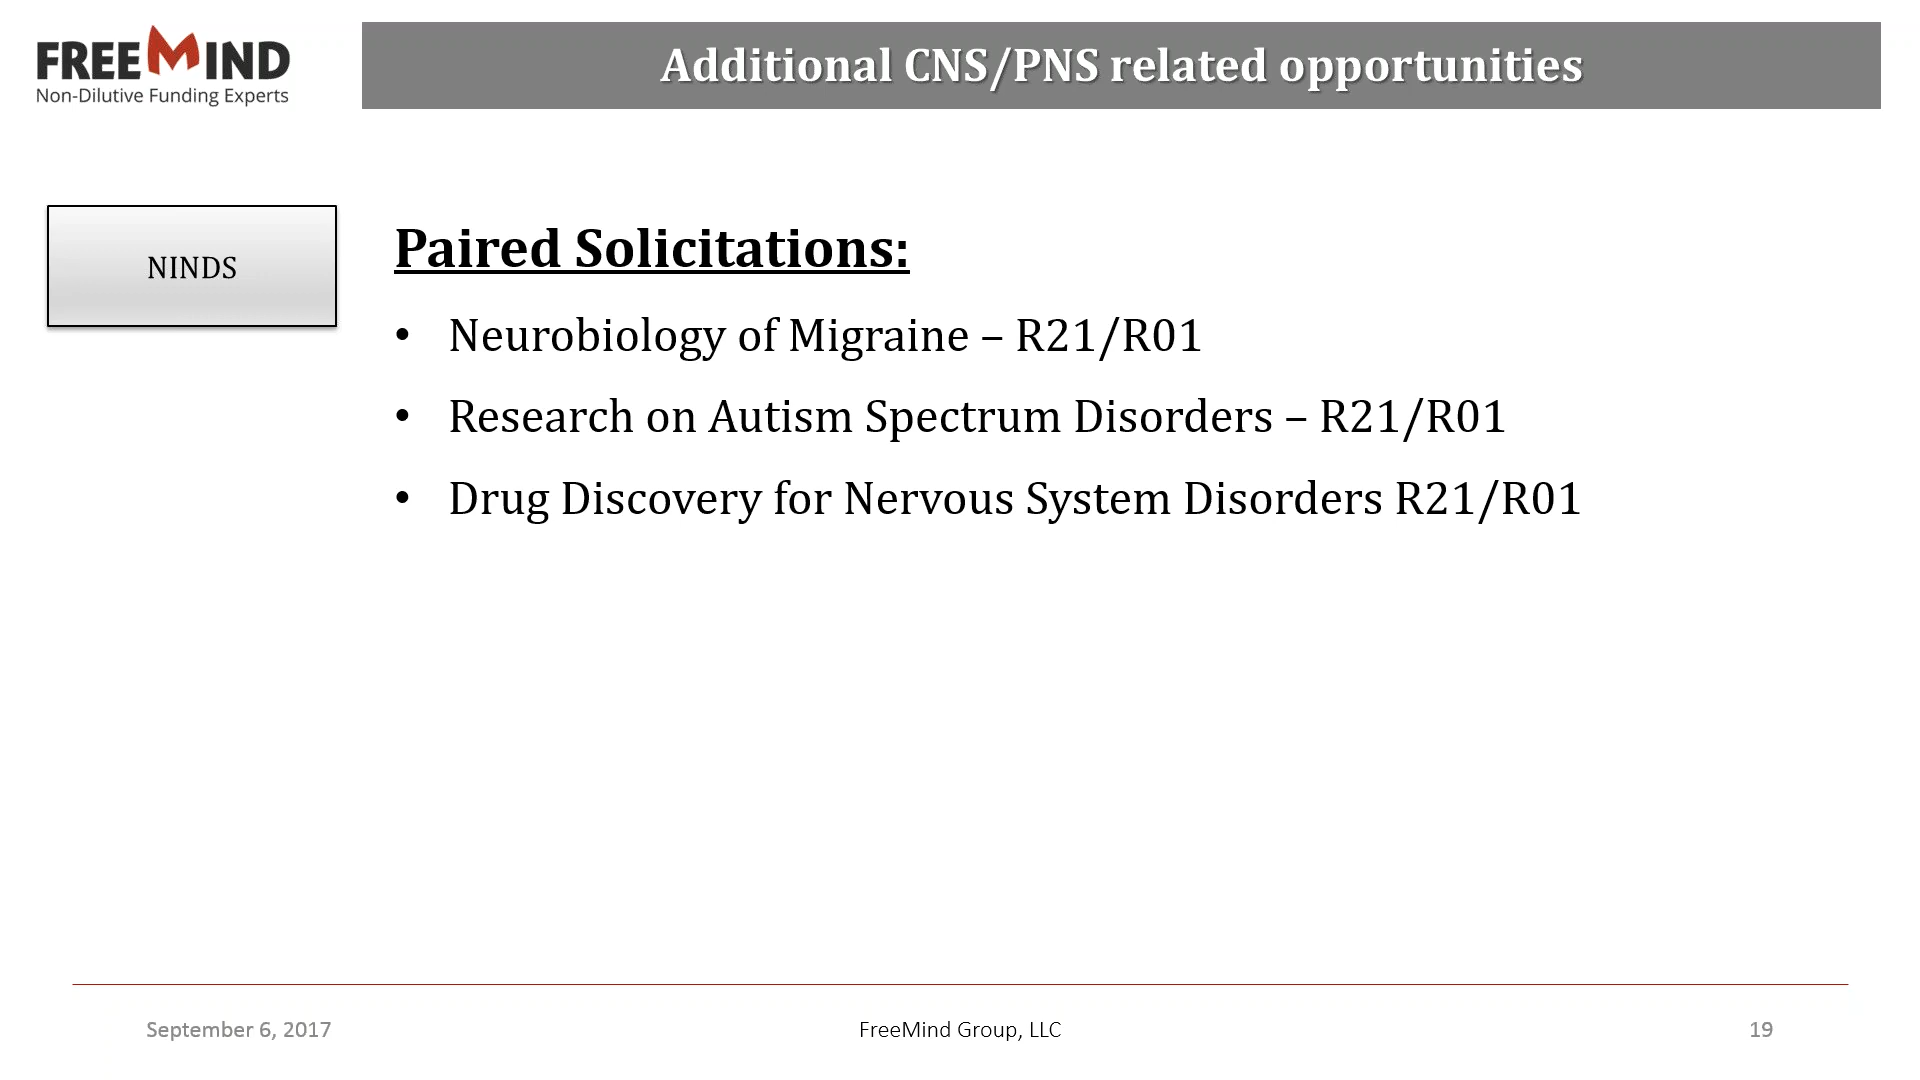 FREEMIND
Non-Dilutive Funding Experts
Additional CNS/PNS related opportunities
NINDS
Paired Solicitations:
• Neurobiology of Migraine – R21/R01
• Research on Autism Spectrum Disorders – R21/R01
• Drug Discovery for Nervous System Disorders R21/R01
September 6, 2017
FreeMind Group, LLC
19